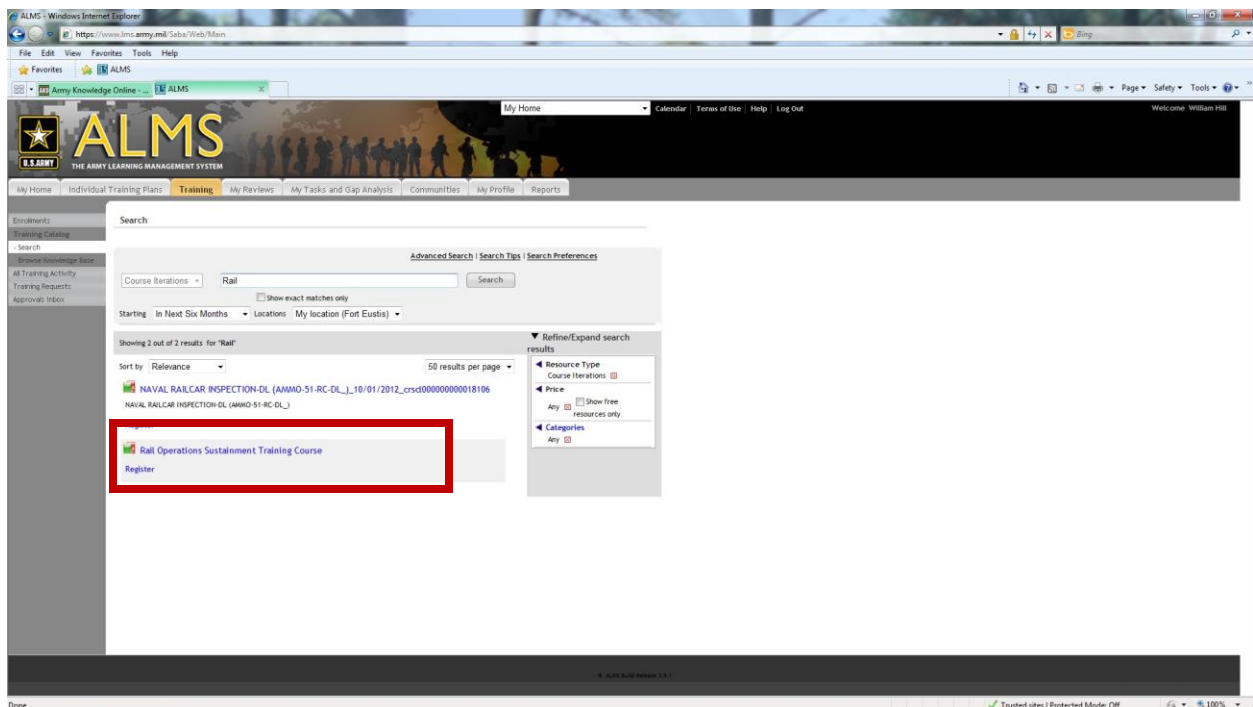 ALMS - Windows Internet Explorer
https://www.lms.army.mil/Saba/Web/Main
Bing
File Edit View Favorites Tools Help
Favorites ALMS
Army Knowledge Online - ... ALMS
Page Safety Tools
My Home Calendar | Terms of Use | Help | Log Out Welcome William Hill
U.S.ARMY
ALMS
THE ARMY LEARNING MANAGEMENT SYSTEM
My Home Individual Training Plans Training My Reviews My Tasks and Gap Analysis Communities My Profile Reports
Enrollments
Training Catalog
- Search
Browse Knowledge Base
All Training Activity
Training Requests
Approvals Inbox
Search
Advanced Search | Search Tips | Search Preferences
Course Iterations Rail Search
Show exact matches only
Starting In Next Six Months Locations My location (Fort Eustis)
Showing 2 out of 2 results for "Rail"
Sort by Relevance 50 results per page
NAVAL RAILCAR INSPECTION-DL (AMMO-51-RC-DL_)_10/01/2012_crsct000000000018106
NAVAL RAILCAR INSPECTION-DL (AMMO-51-RC-DL_)
Rail Operations Sustainment Training Course
Register
Refine/Expand search
results
Resource Type
Course Iterations
Price
Any Show free
resources only
Categories
Any
Done Trusted sites | Protected Mode: Off 100%